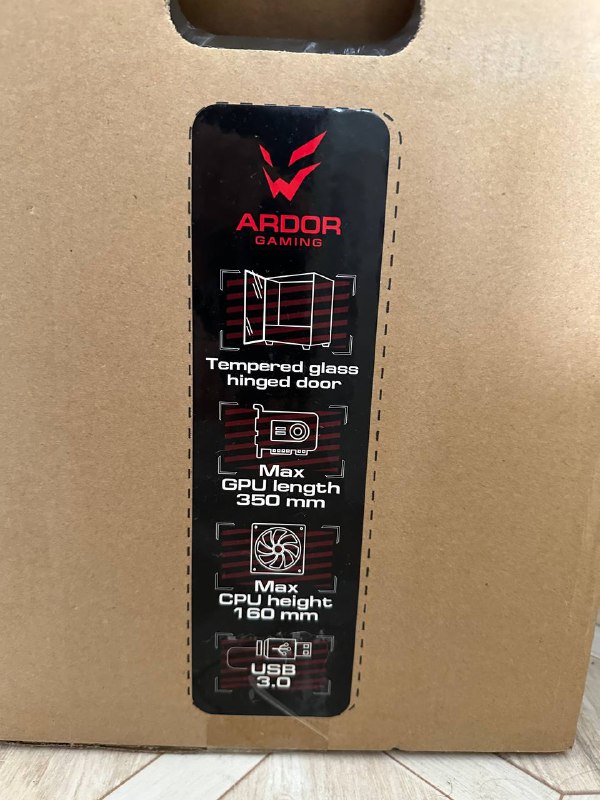 ARDOR
GAMING
Tempered glass
hinged door
Max
GPU length
350 mm
Max
CPU height
160 mm
USB
3.0